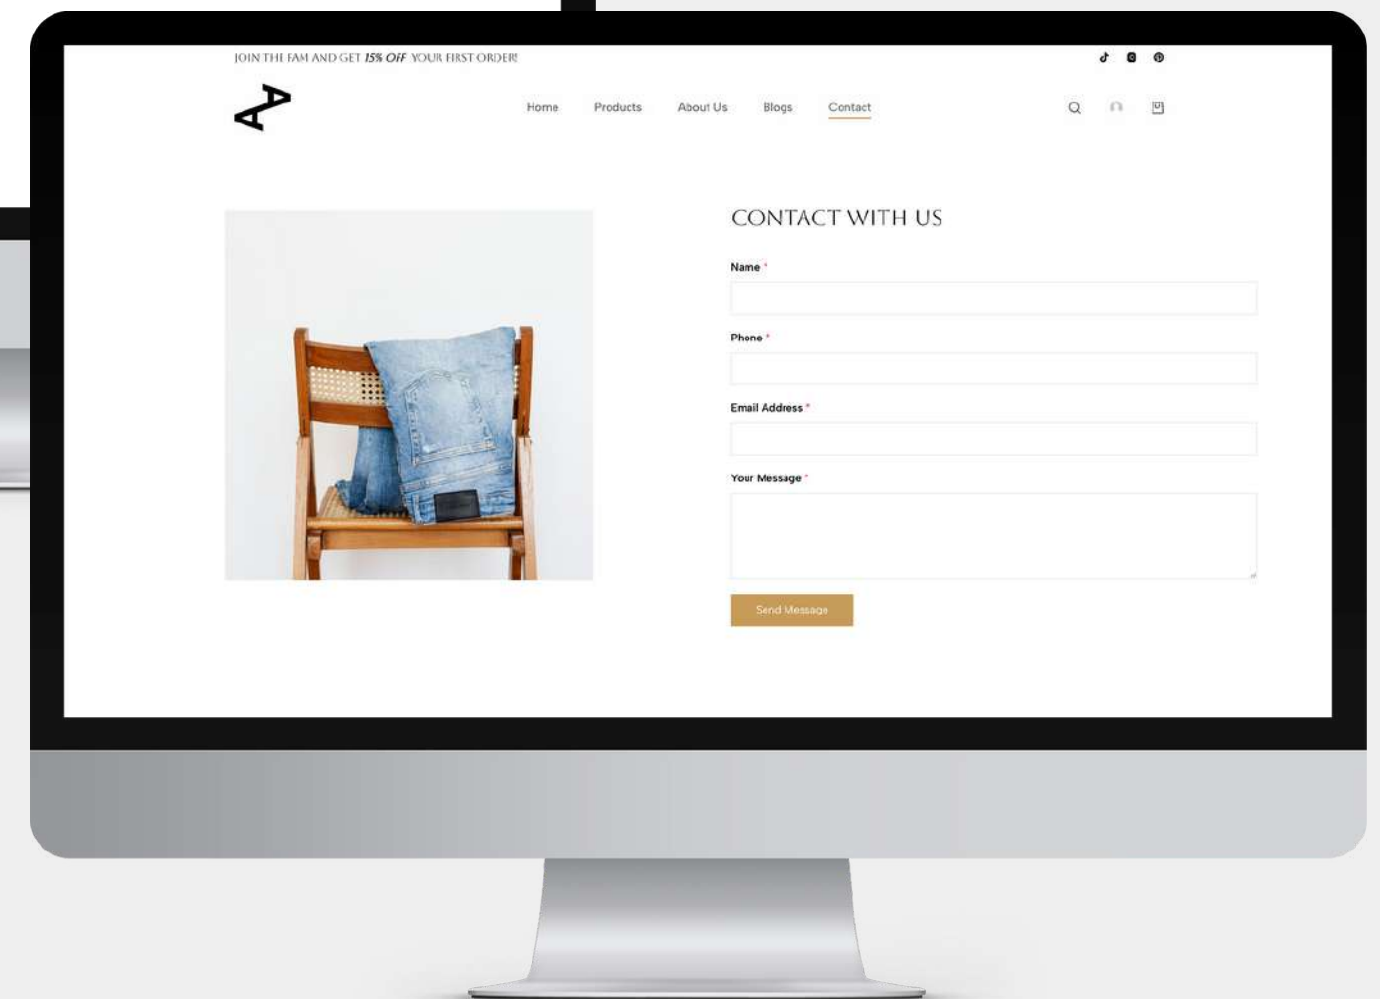 JOIN THE FAM AND GET 15% OFF YOUR FIRST ORDER!
AA
Home Products About Us Blogs Contact
CONTACT WITH US
Name *
Phone *
Email Address *
Your Message *
Send Message